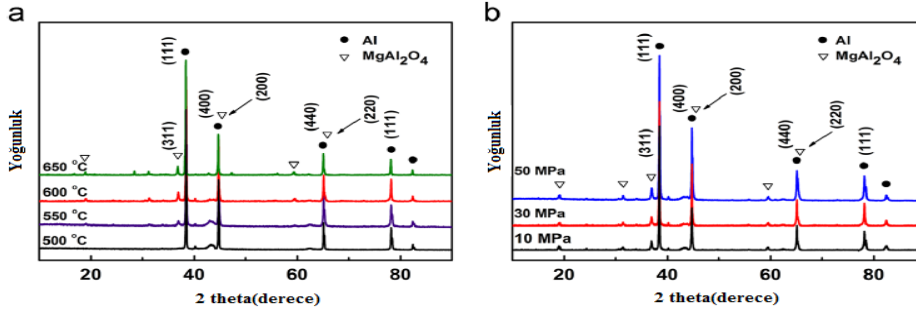 a
Yoğunluk
(111)
(311)
(400)
(200)
(440)
(220)
(111)
● Al
▽ MgAl₂O₄
650 °C
600 °C
550 °C
500 °C
20 40 60 80
2 theta(derece)
b
Yoğunluk
(111)
(311)
(400)
(200)
(440)
(220)
(111)
● Al
▽ MgAl₂O₄
50 MPa
30 MPa
10 MPa
20 40 60 80
2 theta(derece)